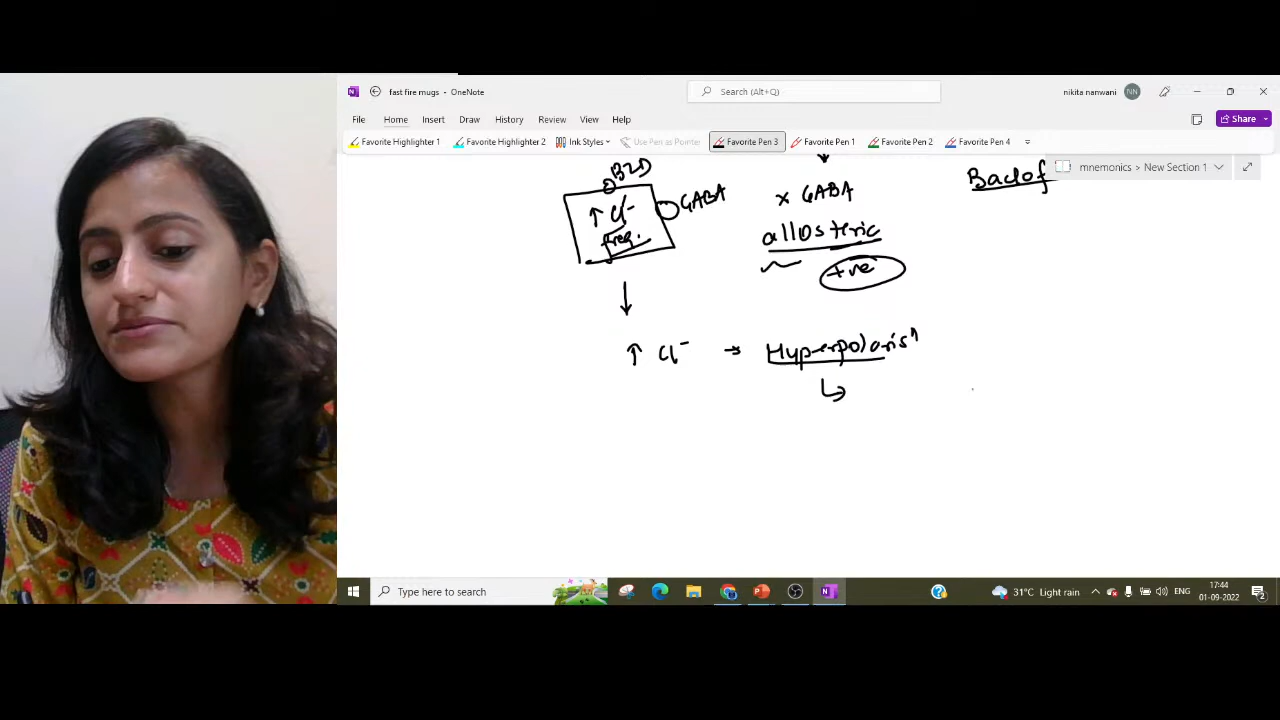 fast fire mugs - OneNote
Search (Alt+Q)
nikita nanwani
NN
File Home Insert Draw History Review View Help
Share
Favorite Highlighter 1 Favorite Highlighter 2 Ink Styles Use Pen as Pointer Favorite Pen 3 Favorite Pen 1 Favorite Pen 2 Favorite Pen 4
mnemonics > New Section 1
BZD
↑ Cl⁻
freq.
GABA
x GABA
allosteric
+ve
Baclof
↓
↑ Cl⁻ → Hyperpolarisⁿ
↳
Type here to search
31°C Light rain
ENG
17:44
01-09-2022
2